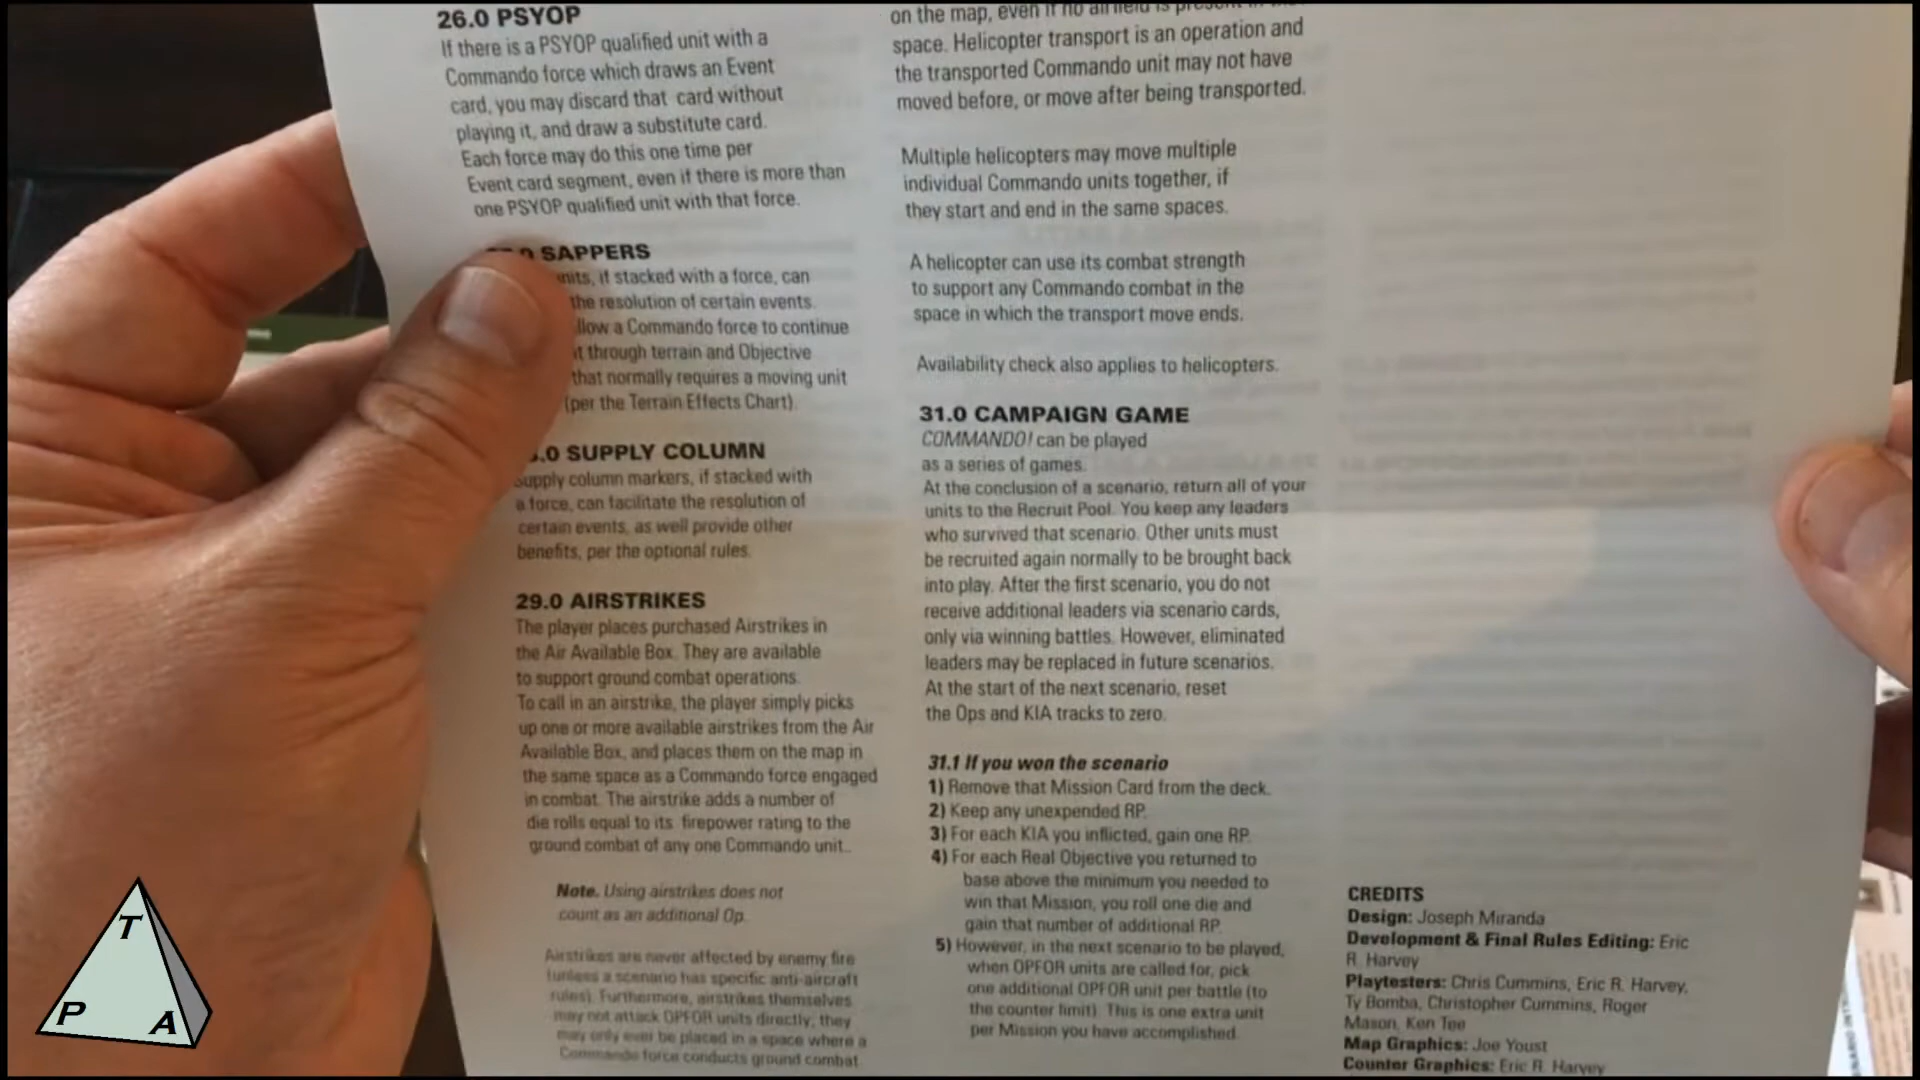 26.0 PSYOP
If there is a PSYOP qualified unit with a
Commando force which draws an Event
card, you may discard that card without
playing it, and draw a substitute card.
Each force may do this one time per
Event card segment, even if there is more than
one PSYOP qualified unit with that force.
SAPPERS
if stacked with a force, can
the resolution of certain events.
a Commando force to continue
through terrain and Objective
that normally requires a moving unit
(per the Terrain Effects Chart).
.0 SUPPLY COLUMN
Supply column markers, if stacked with
a force, can facilitate the resolution of
certain events, as well provide other
benefits, per the optional rules.
29.0 AIRSTRIKES
The player places purchased Airstrikes in
the Air Available Box. They are available
to support ground combat operations.
To call in an airstrike, the player simply picks
up one or more available airstrikes from the Air
Available Box, and places them on the map in
the same space as a Commando force engaged
in combat. The airstrike adds a number of
die rolls equal to its firepower rating to the
ground combat of any one Commando unit..
Note. Using airstrikes does not
count as an additional Op.
Airstrikes are never affected by enemy fire
(unless a scenario has specific anti-aircraft
rules). Furthermore, airstrikes themselves
may not attack OPFOR units directly; they
may only ever be placed in a space where a
Commando force conducts ground combat
on the map, even if no airfield is present in
space. Helicopter transport is an operation and
the transported Commando unit may not have
moved before, or move after being transported.
Multiple helicopters may move multiple
individual Commando units together, if
they start and end in the same spaces.
A helicopter can use its combat strength
to support any Commando combat in the
space in which the transport move ends.
Availability check also applies to helicopters.
31.0 CAMPAIGN GAME
COMMANDO! can be played
as a series of games.
At the conclusion of a scenario, return all of your
units to the Recruit Pool. You keep any leaders
who survived that scenario. Other units must
be recruited again normally to be brought back
into play. After the first scenario, you do not
receive additional leaders via scenario cards,
only via winning battles. However, eliminated
leaders may be replaced in future scenarios.
At the start of the next scenario, reset
the Ops and KIA tracks to zero.
31.1 If you won the scenario
1) Remove that Mission Card from the deck.
2) Keep any unexpended RP.
3) For each KIA you inflicted, gain one RP.
4) For each Real Objective you returned to
base above the minimum you needed to
win that Mission, you roll one die and
gain that number of additional RP.
5) However, in the next scenario to be played,
when OPFOR units are called for, pick
one additional OPFOR unit per battle (to
the counter limit). This is one extra unit
per Mission you have accomplished.
CREDITS
Design: Joseph Miranda
Development & Final Rules Editing: Eric
R. Harvey
Playtesters: Chris Cummins, Eric R. Harvey,
Ty Bomba, Christopher Cummins, Roger
Mason, Ken Tee
Map Graphics: Joe Youst
Counter Graphics: Eric R. Harvey
T
P A